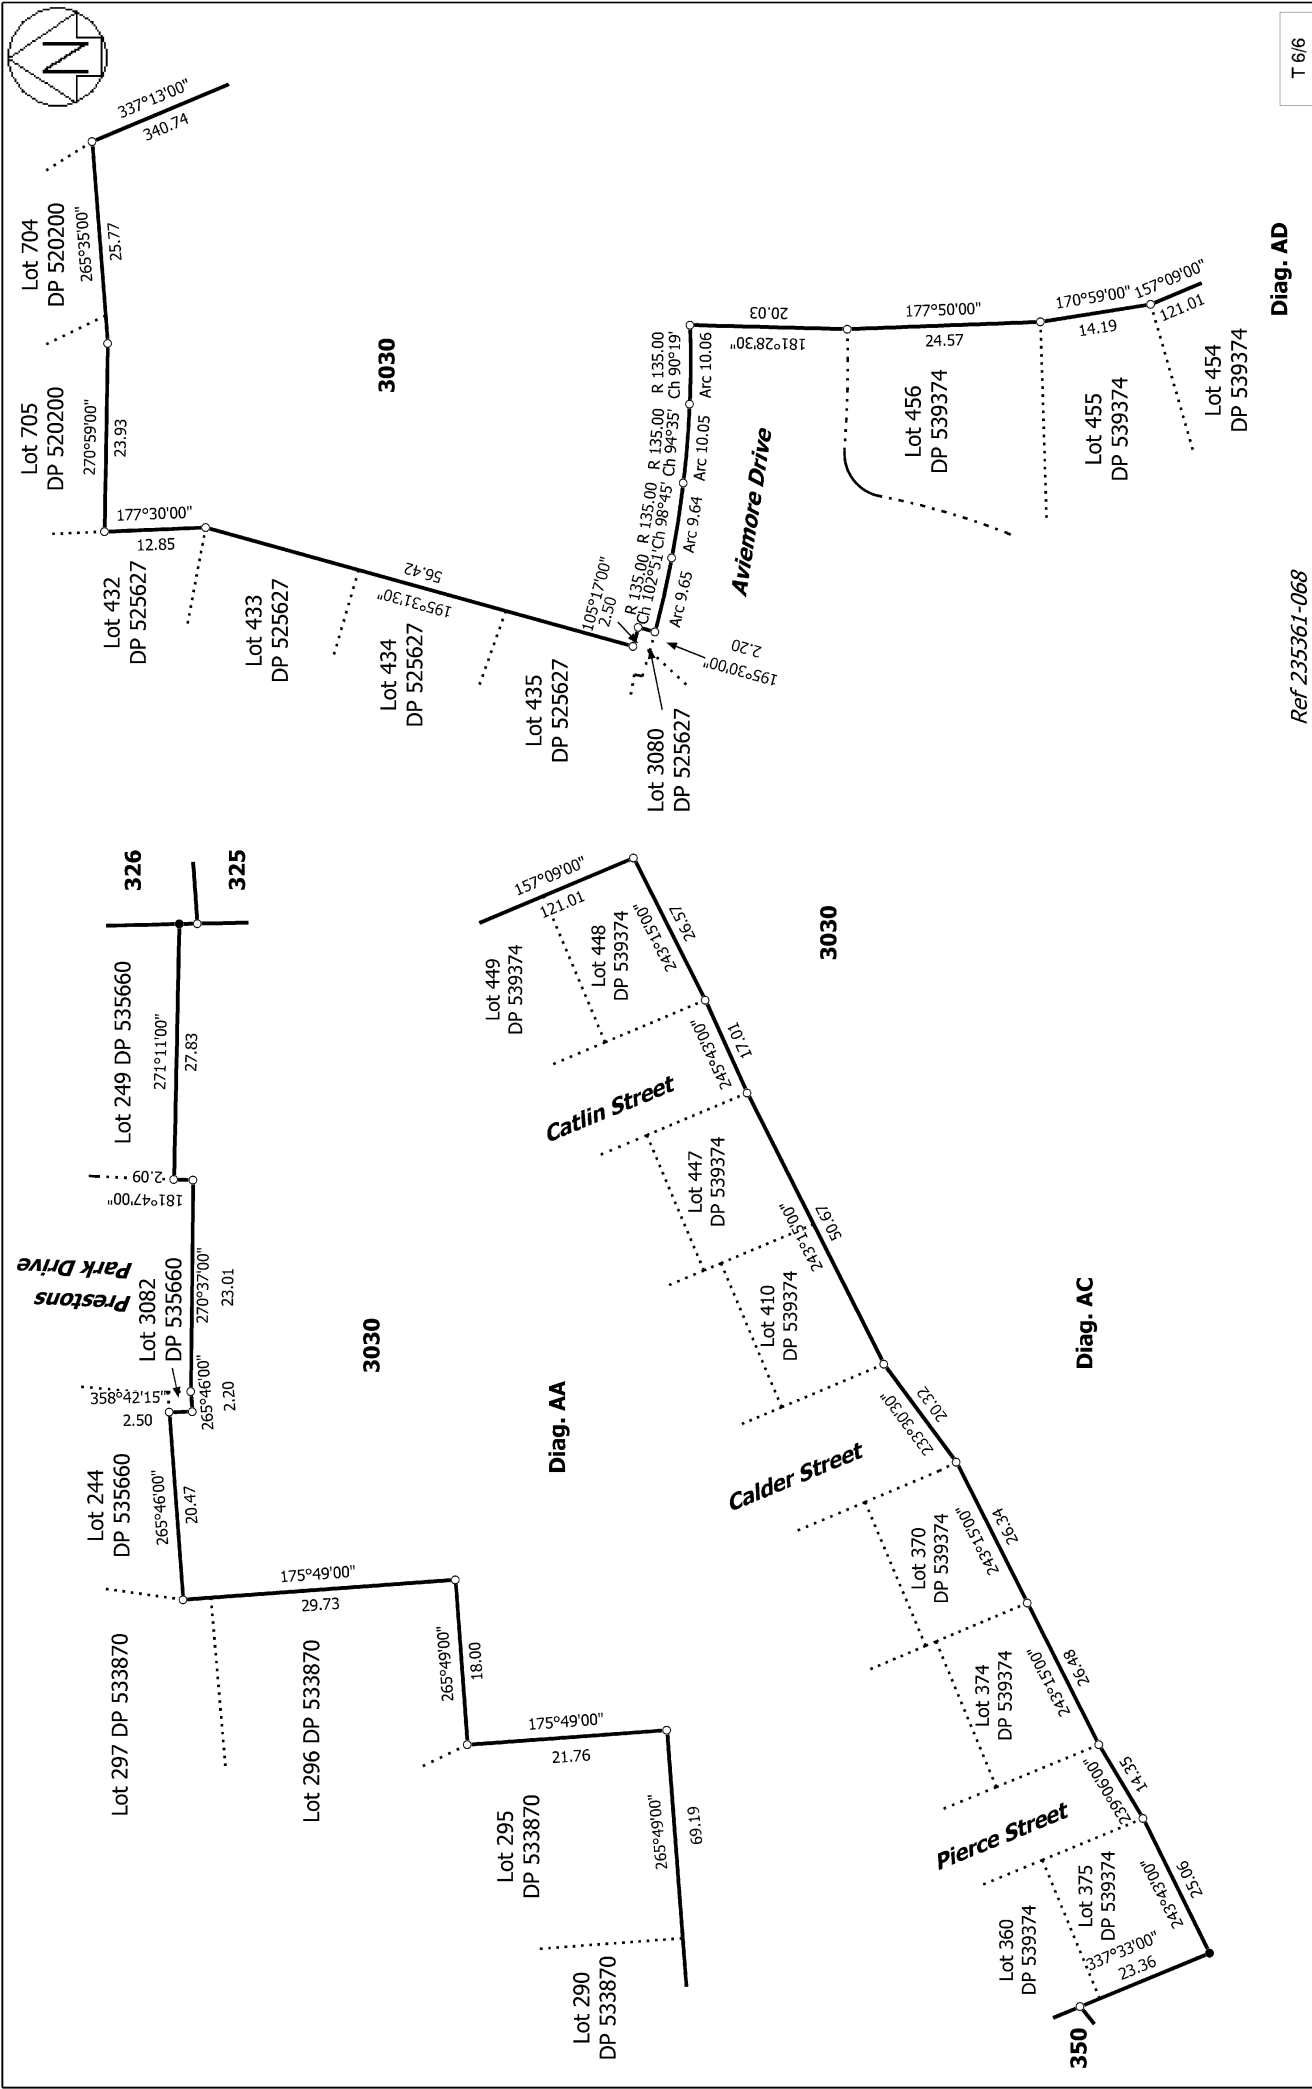 N
T 6/6
337°13'00"
340.74
Lot 704
DP 520200
265°35'00"
25.77
Lot 705
DP 520200
270°59'00"
23.93
177°30'00"
12.85
Lot 432
DP 525627
Lot 433
DP 525627
195°31'30"
56.42
Lot 434
DP 525627
Lot 435
DP 525627
3030
105°17'00"
2.50
R 135.00
Ch 102°51'
Arc 9.65
R 135.00
Ch 98°45'
Arc 9.64
R 135.00
Ch 94°35'
Arc 10.05
R 135.00
Ch 90°19'
Arc 10.06
195°30'00"
2.20
Lot 3080
DP 525627
Aviemore Drive
181°28'30"
20.03
177°50'00"
24.57
170°59'00"
14.19
157°09'00"
121.01
Lot 456
DP 539374
Lot 455
DP 539374
Lot 454
DP 539374
Diag. AD
Ref 235361-068
326
325
Lot 249 DP 535660
271°11'00"
27.83
181°47'00"
2.09
Prestons
Park Drive
Lot 3082
DP 535660
270°37'00"
23.01
265°46'00"
2.20
358°42'15"
2.50
Lot 244
DP 535660
265°46'00"
20.47
Lot 297 DP 533870
175°49'00"
29.73
Lot 296 DP 533870
265°49'00"
18.00
175°49'00"
21.76
Lot 295
DP 533870
265°49'00"
69.19
Lot 290
DP 533870
3030
Diag. AA
157°09'00"
121.01
Lot 449
DP 539374
Lot 448
DP 539374
243°15'00"
26.57
3030
Catlin Street
245°43'00"
17.01
Lot 447
DP 539374
243°15'00"
50.67
Lot 410
DP 539374
Calder Street
233°30'30"
20.32
Lot 370
DP 539374
243°15'00"
26.34
Lot 374
DP 539374
243°15'00"
26.48
Pierce Street
239°06'00"
14.35
Lot 375
DP 539374
243°43'00"
25.06
Lot 360
DP 539374
337°33'00"
23.36
350
Diag. AC